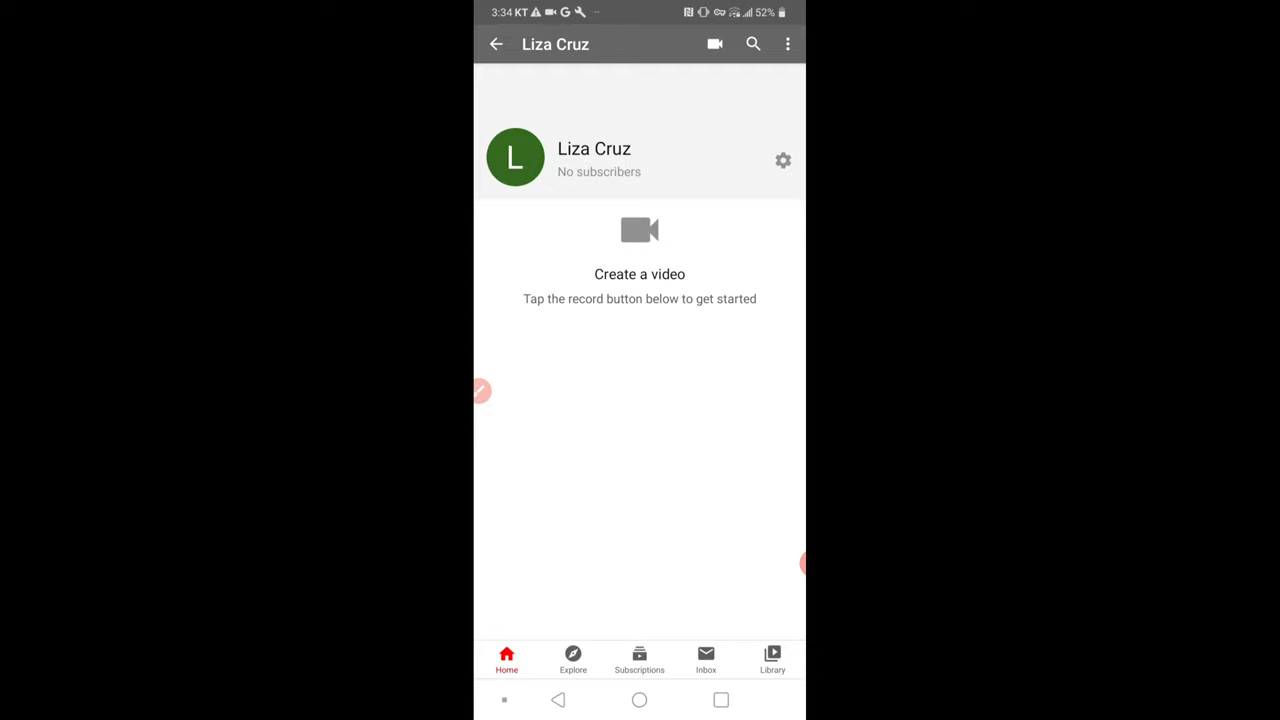 3:34 KT G 52%
Liza Cruz
L
Liza Cruz
No subscribers
Create a video
Tap the record button below to get started
Home Explore Subscriptions Inbox Library